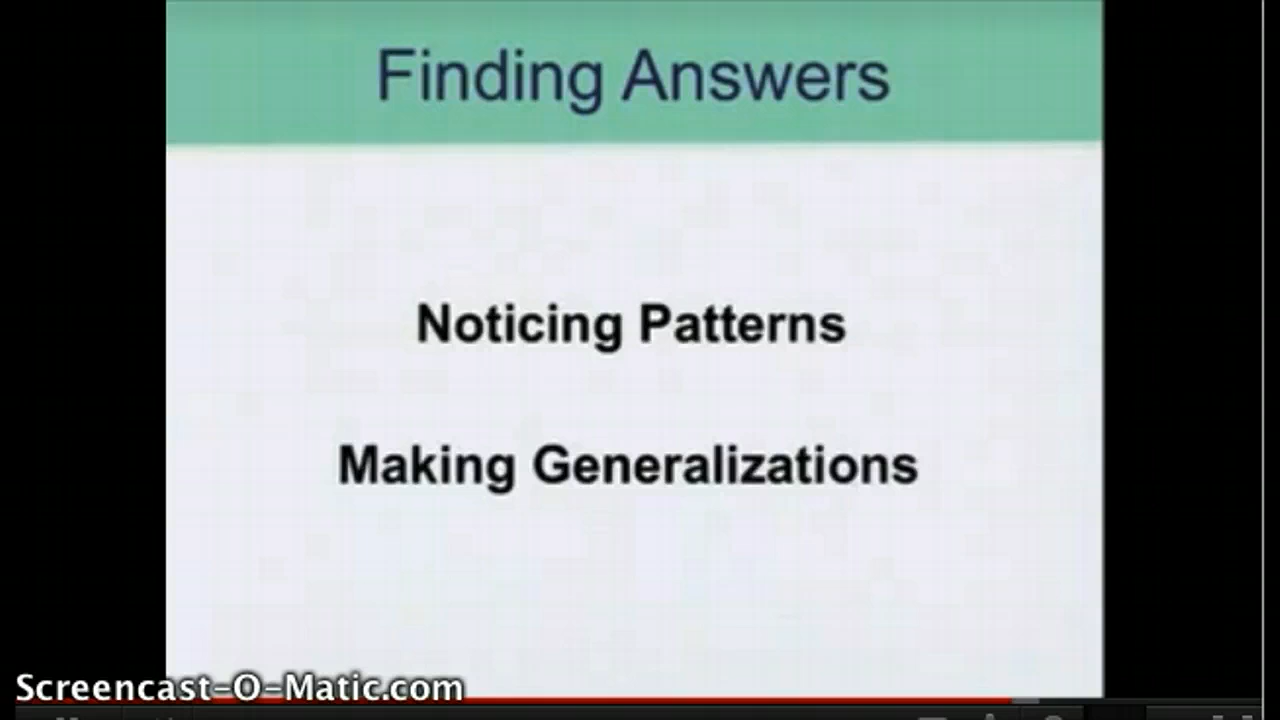 Finding Answers
Noticing Patterns
Making Generalizations
Screencast-O-Matic.com